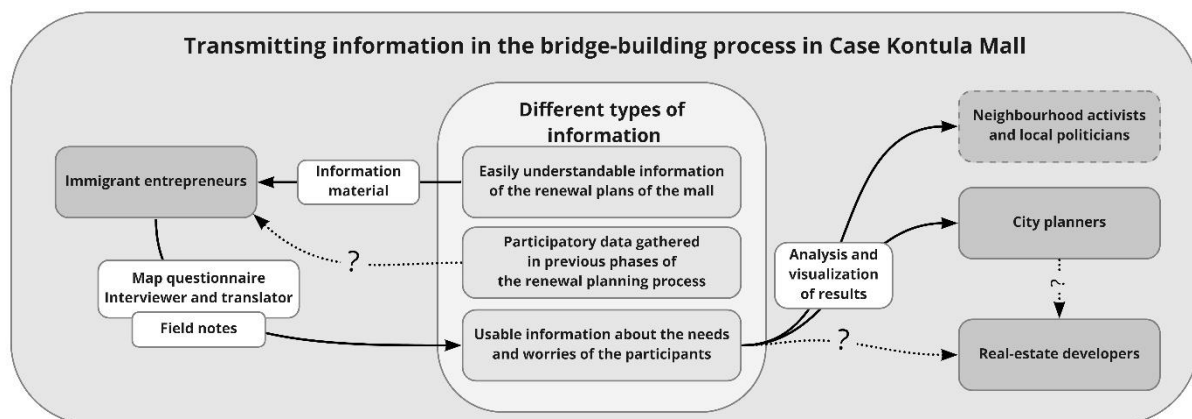 Transmitting information in the bridge-building process in Case Kontula Mall
Immigrant entrepreneurs
Information
material
?
Map questionnaire
Interviewer and translator
Field notes
Different types of
information
Easily understandable information
of the renewal plans of the mall
Participatory data gathered
in previous phases of
the renewal planning process
Usable information about the needs
and worries of the participants
Analysis and
visualization
of results
?
Neighbourhood activists
and local politicians
City planners
?
Real-estate developers